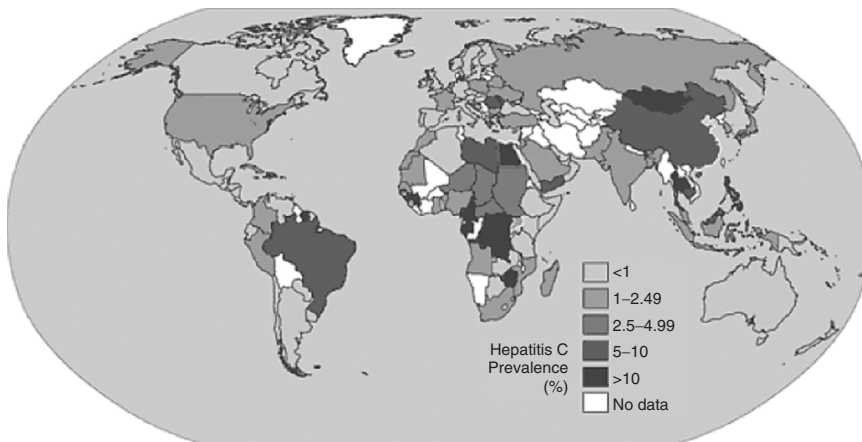 <1
1–2.49
2.5–4.99
Hepatitis C
5–10
Prevalence
>10
(%)
No data